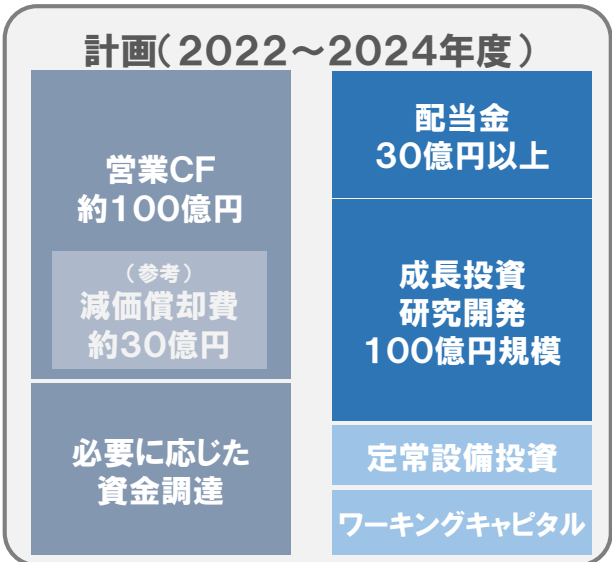 計画(2022～2024年度)
営業CF
約100億円
(参考)
減価償却費
約30億円
必要に応じた
資金調達
配当金
30億円以上
成長投資
研究開発
100億円規模
定常設備投資
ワーキングキャピタル